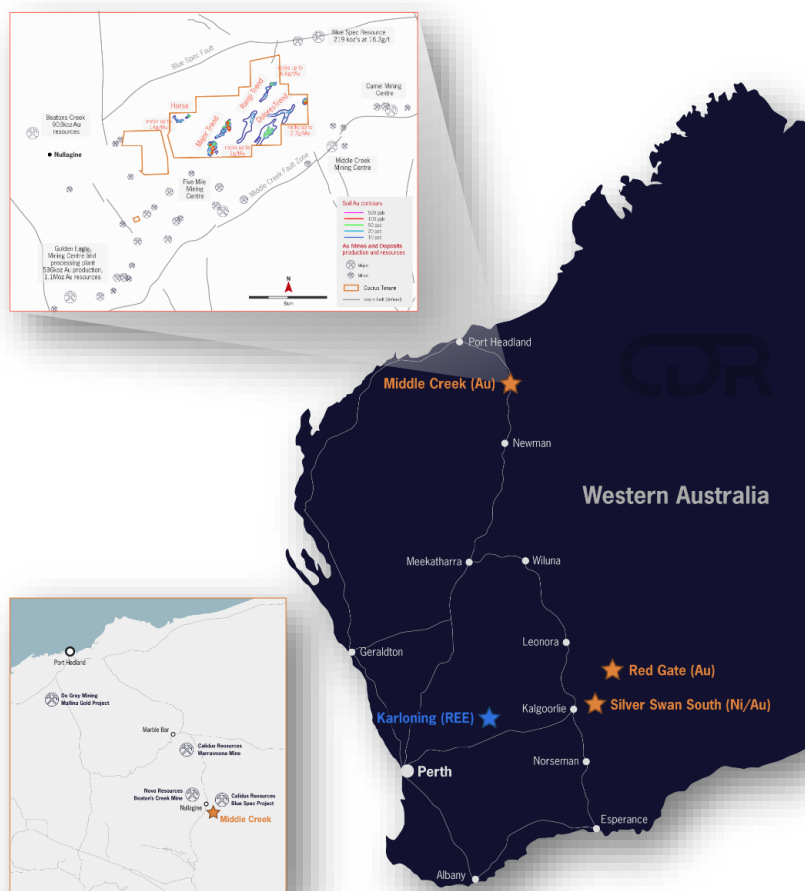 Blue Spec Resource
219 koz's at 16.3g/t
Blue Spec Fault
Camel Mining
Centre
Beatons Creek
903koz Au
resources
Nullagine
Horse
Ramp Trend
Dolores Trend
Major Trend
Middle Creek
Mining Centre
Five Mile
Mining
Centre
Middle Creek Fault Zone
Golden Eagle
Mining Centre and
processing plant
536koz Au production,
1.1Moz Au resources
Soil Au contours
500 ppb
100 ppb
50 ppb
20 ppb
10 ppb
Au Mines and Deposits
production and resources
Major
Minor
Tenure
major fault (defined)
N
5km
CDR
Port Headland
Middle Creek (Au)
Newman
Western Australia
Meekatharra
Wiluna
Leonora
Geraldton
Red Gate (Au)
Karloning (REE)
Kalgoorlie
Silver Swan South (Ni/Au)
Norseman
Perth
Esperance
Albany
Port Hedland
De Grey Mining
Mallina Gold Project
Marble Bar
Calidus Resources
Warrawoona Mine
Novo Resources
Beaton's Creek Mine
Calidus Resources
Blue Spec Project
Nullagine
Middle Creek